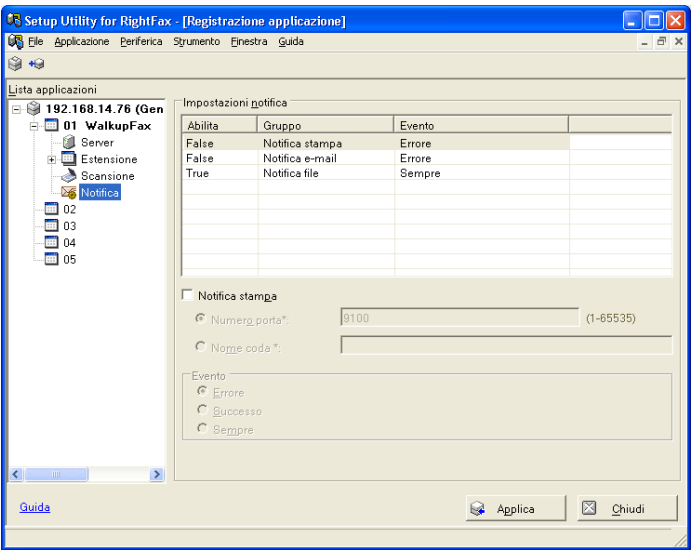 Setup Utility for RightFax - [Registrazione applicazione]
File Applicazione Periferica Strumento Finestra Guida
Lista applicazioni
192.168.14.76 (Gen
01 WalkupFax
Server
Estensione
Scansione
Notifica
02
03
04
05
Impostazioni notifica
Abilita Gruppo Evento
False Notifica stampa Errore
False Notifica e-mail Errore
True Notifica file Sempre
Notifica stampa
Numero porta*: 9100 (1-65535)
Nome coda *:
Evento
Errore
Successo
Sempre
Guida
Applica Chiudi